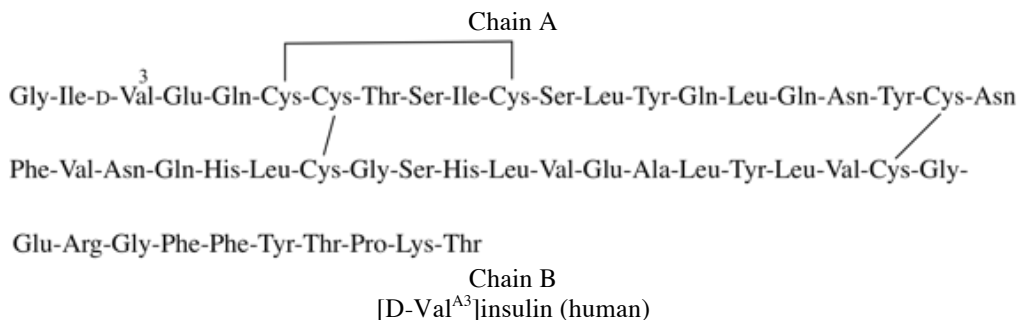 Chain A
3
Gly-Ile-D-Val-Glu-Gln-Cys-Cys-Thr-Ser-Ile-Cys-Ser-Leu-Tyr-Gln-Leu-Gln-Asn-Tyr-Cys-Asn
Phe-Val-Asn-Gln-His-Leu-Cys-Gly-Ser-His-Leu-Val-Glu-Ala-Leu-Tyr-Leu-Val-Cys-Gly-
Glu-Arg-Gly-Phe-Phe-Tyr-Thr-Pro-Lys-Thr
Chain B
[D-Val^A3]insulin (human)